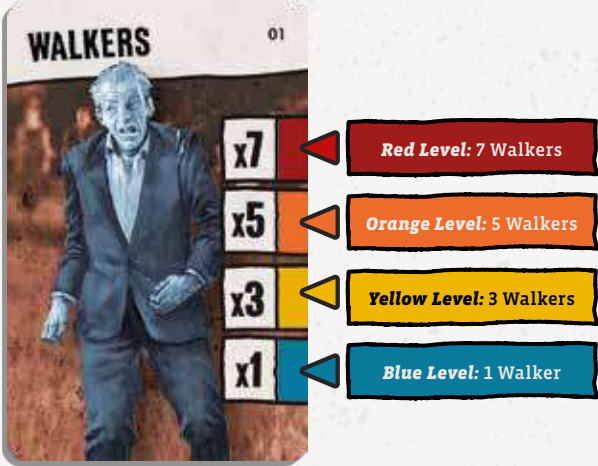 WALKERS
01
x7
Red Level: 7 Walkers
x5
Orange Level: 5 Walkers
x3
Yellow Level: 3 Walkers
x1
Blue Level: 1 Walker